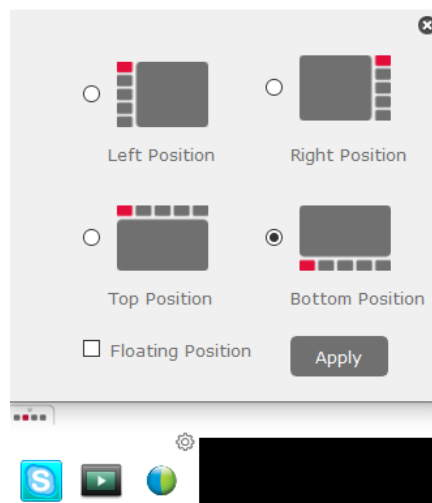 Left Position
Right Position
Top Position
Bottom Position
Floating Position
Apply